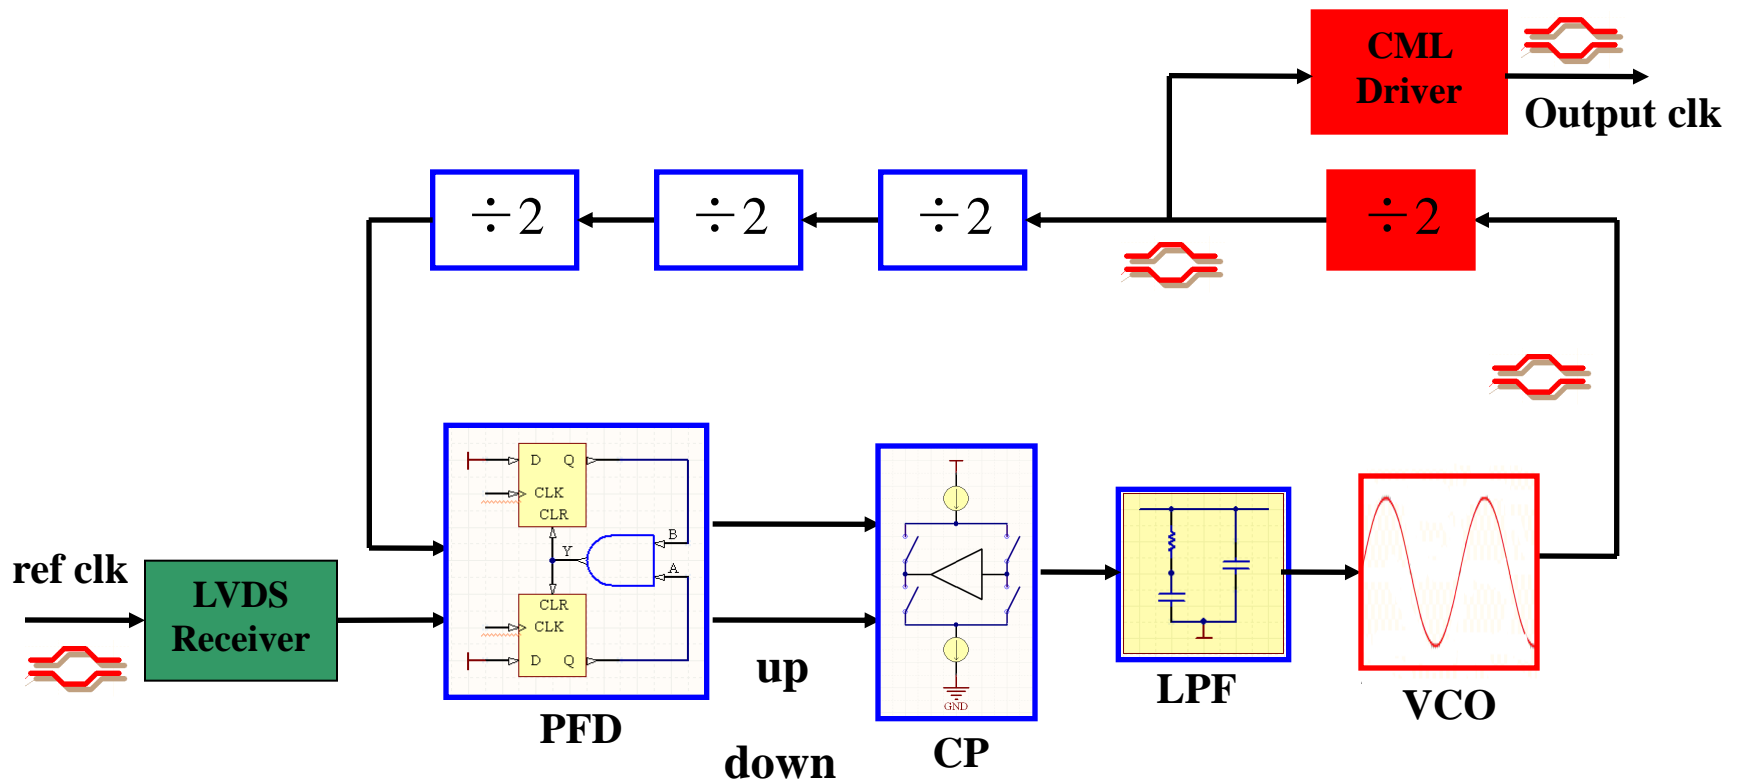 CML
Driver
Output clk
÷2
÷2
÷2
÷2
ref clk
LVDS
Receiver
D Q
CLK
CLR
Y
B
A
CLR
CLK
D Q
PFD
up
down
GND
CP
LPF
VCO